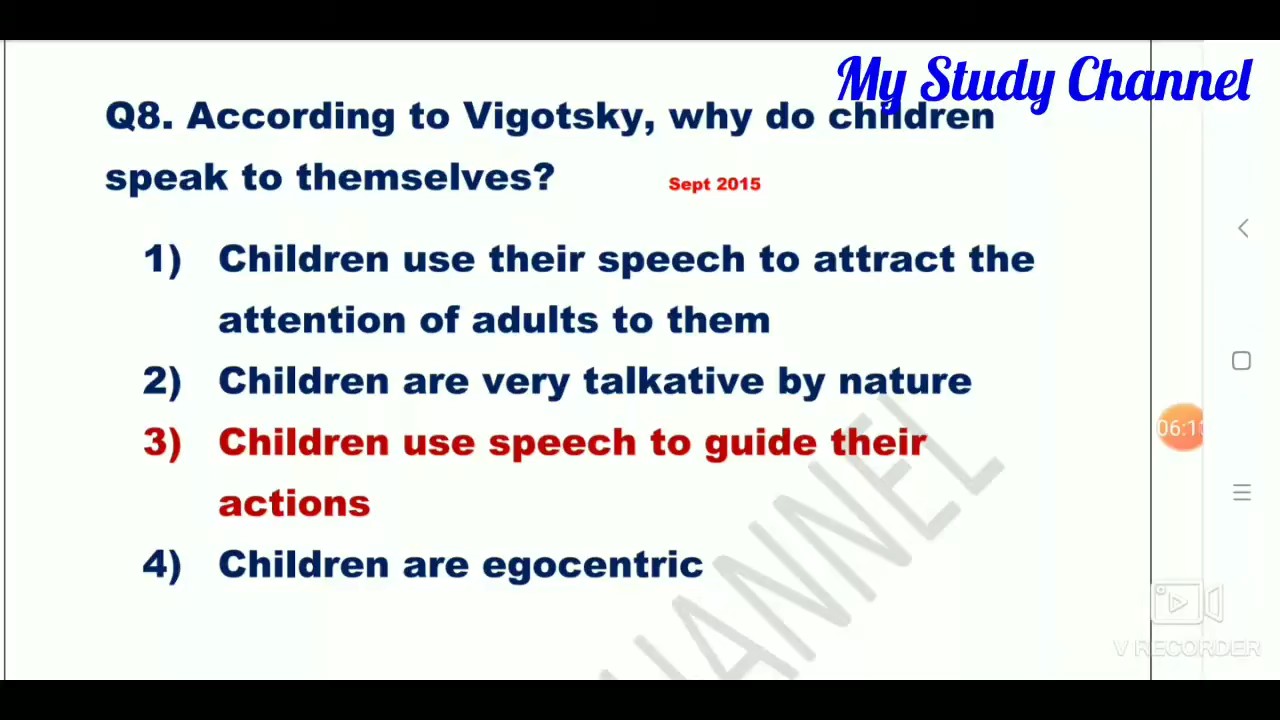 My Study Channel
Q8. According to Vigotsky, why do children
speak to themselves?
Sept 2015
1) Children use their speech to attract the
attention of adults to them
2) Children are very talkative by nature
3) Children use speech to guide their
actions
4) Children are egocentric
HANNEL
V RECORDER